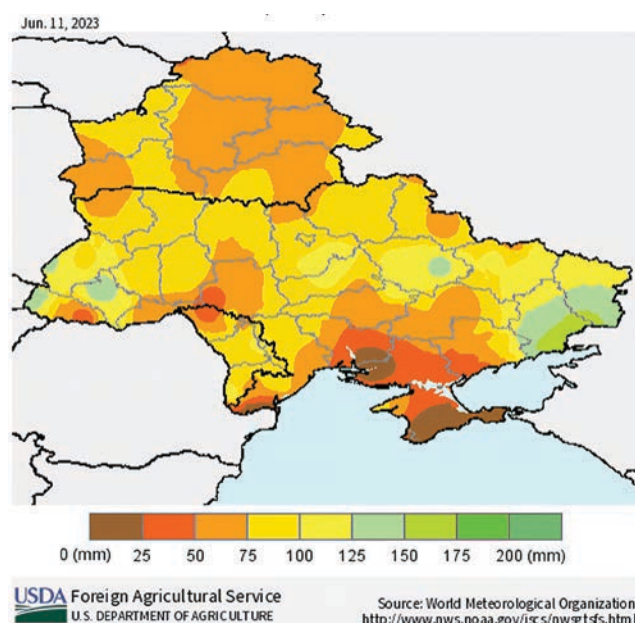 Jun. 11, 2023
0 (mm) 25 50 75 100 125 150 175 200 (mm)
USDA Foreign Agricultural Service
U.S. DEPARTMENT OF AGRICULTURE
Source: World Meteorological Organization